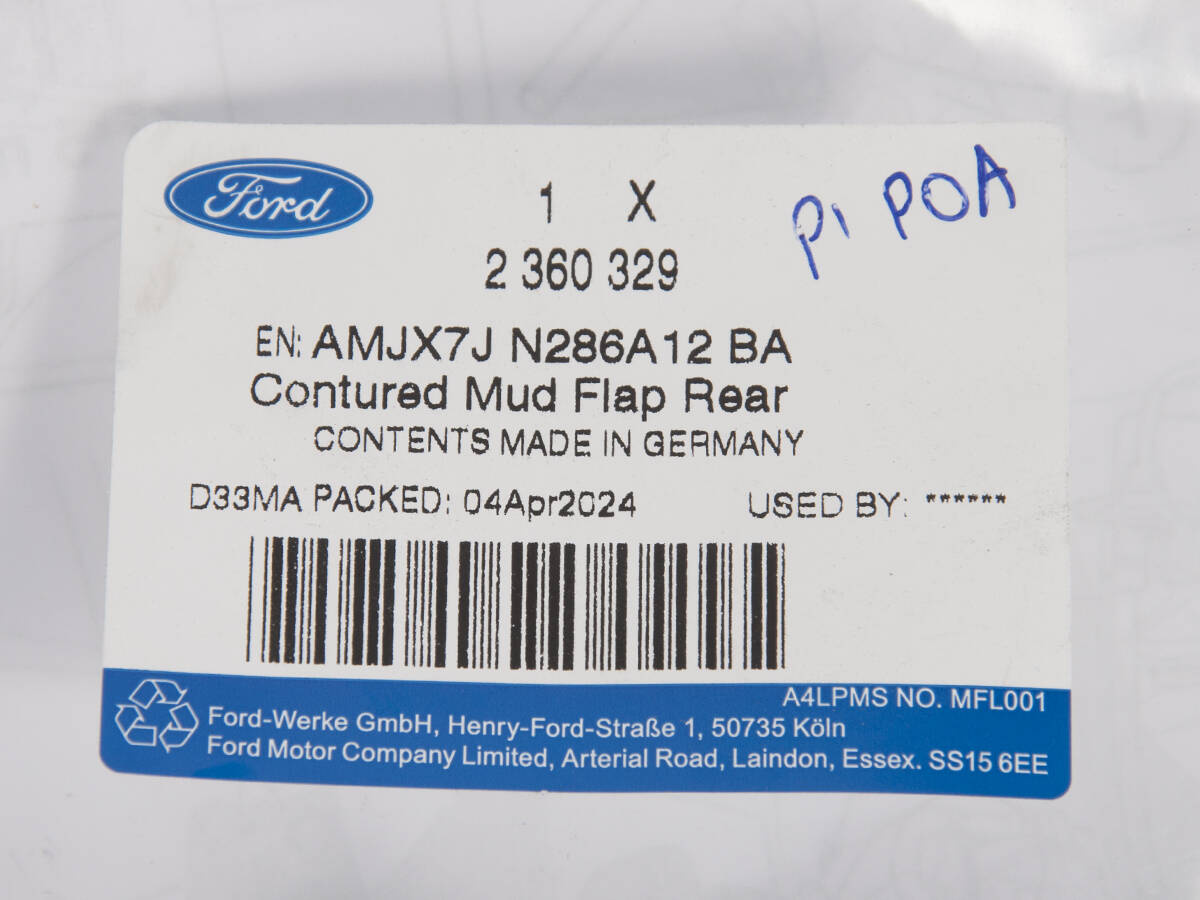 Ford
1 X
P1 POA
2 360 329
EN: AMJX7J N286A12 BA
Contured Mud Flap Rear
CONTENTS MADE IN GERMANY
D33MA PACKED: 04Apr2024 USED BY: ******
A4LPMS NO. MFL001
Ford-Werke GmbH, Henry-Ford-Straße 1, 50735 Köln
Ford Motor Company Limited, Arterial Road, Laindon, Essex. SS15 6EE